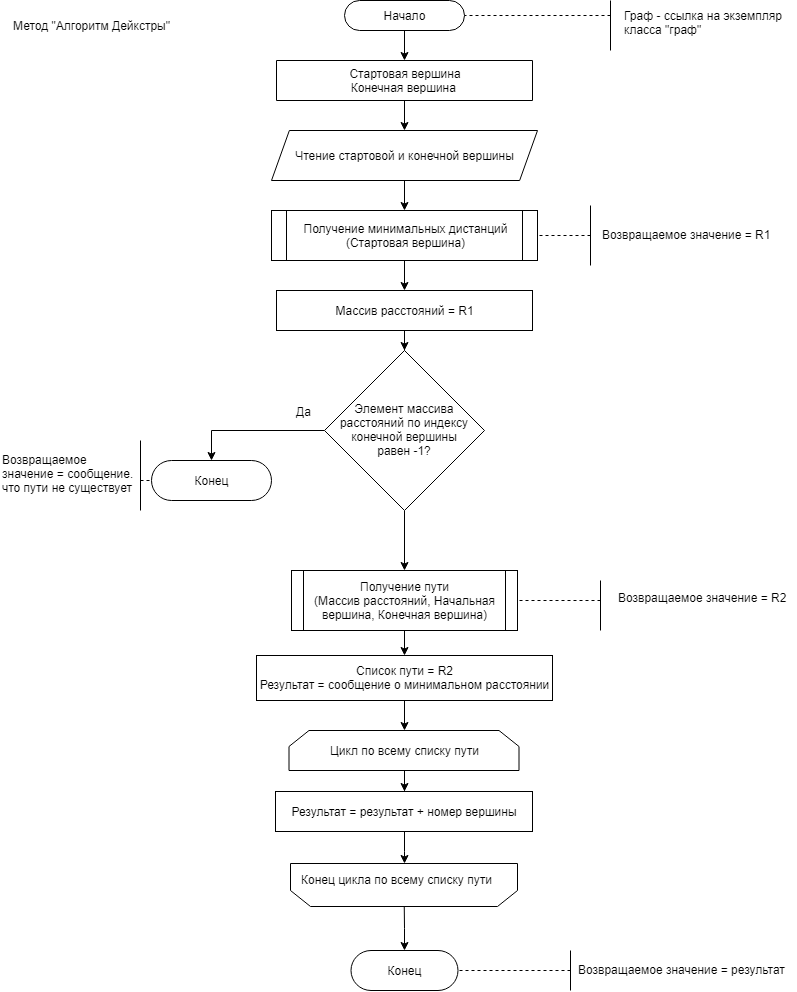 Метод "Алгоритм Дейкстры"
Начало
Граф - ссылка на экземпляр
класса "граф"
Стартовая вершина
Конечная вершина
Чтение стартовой и конечной вершины
Получение минимальных дистанций
(Стартовая вершина)
Возвращаемое значение = R1
Массив расстояний = R1
Да
Элемент массива
расстояний по индексу
конечной вершины
равен -1?
Возвращаемое
значение = сообщение.
что пути не существует
Конец
Получение пути
(Массив расстояний, Начальная
вершина, Конечная вершина)
Возвращаемое значение = R2
Список пути = R2
Результат = сообщение о минимальном расстоянии
Цикл по всему списку пути
Результат = результат + номер вершины
Конец цикла по всему списку пути
Конец
Возвращаемое значение = результат